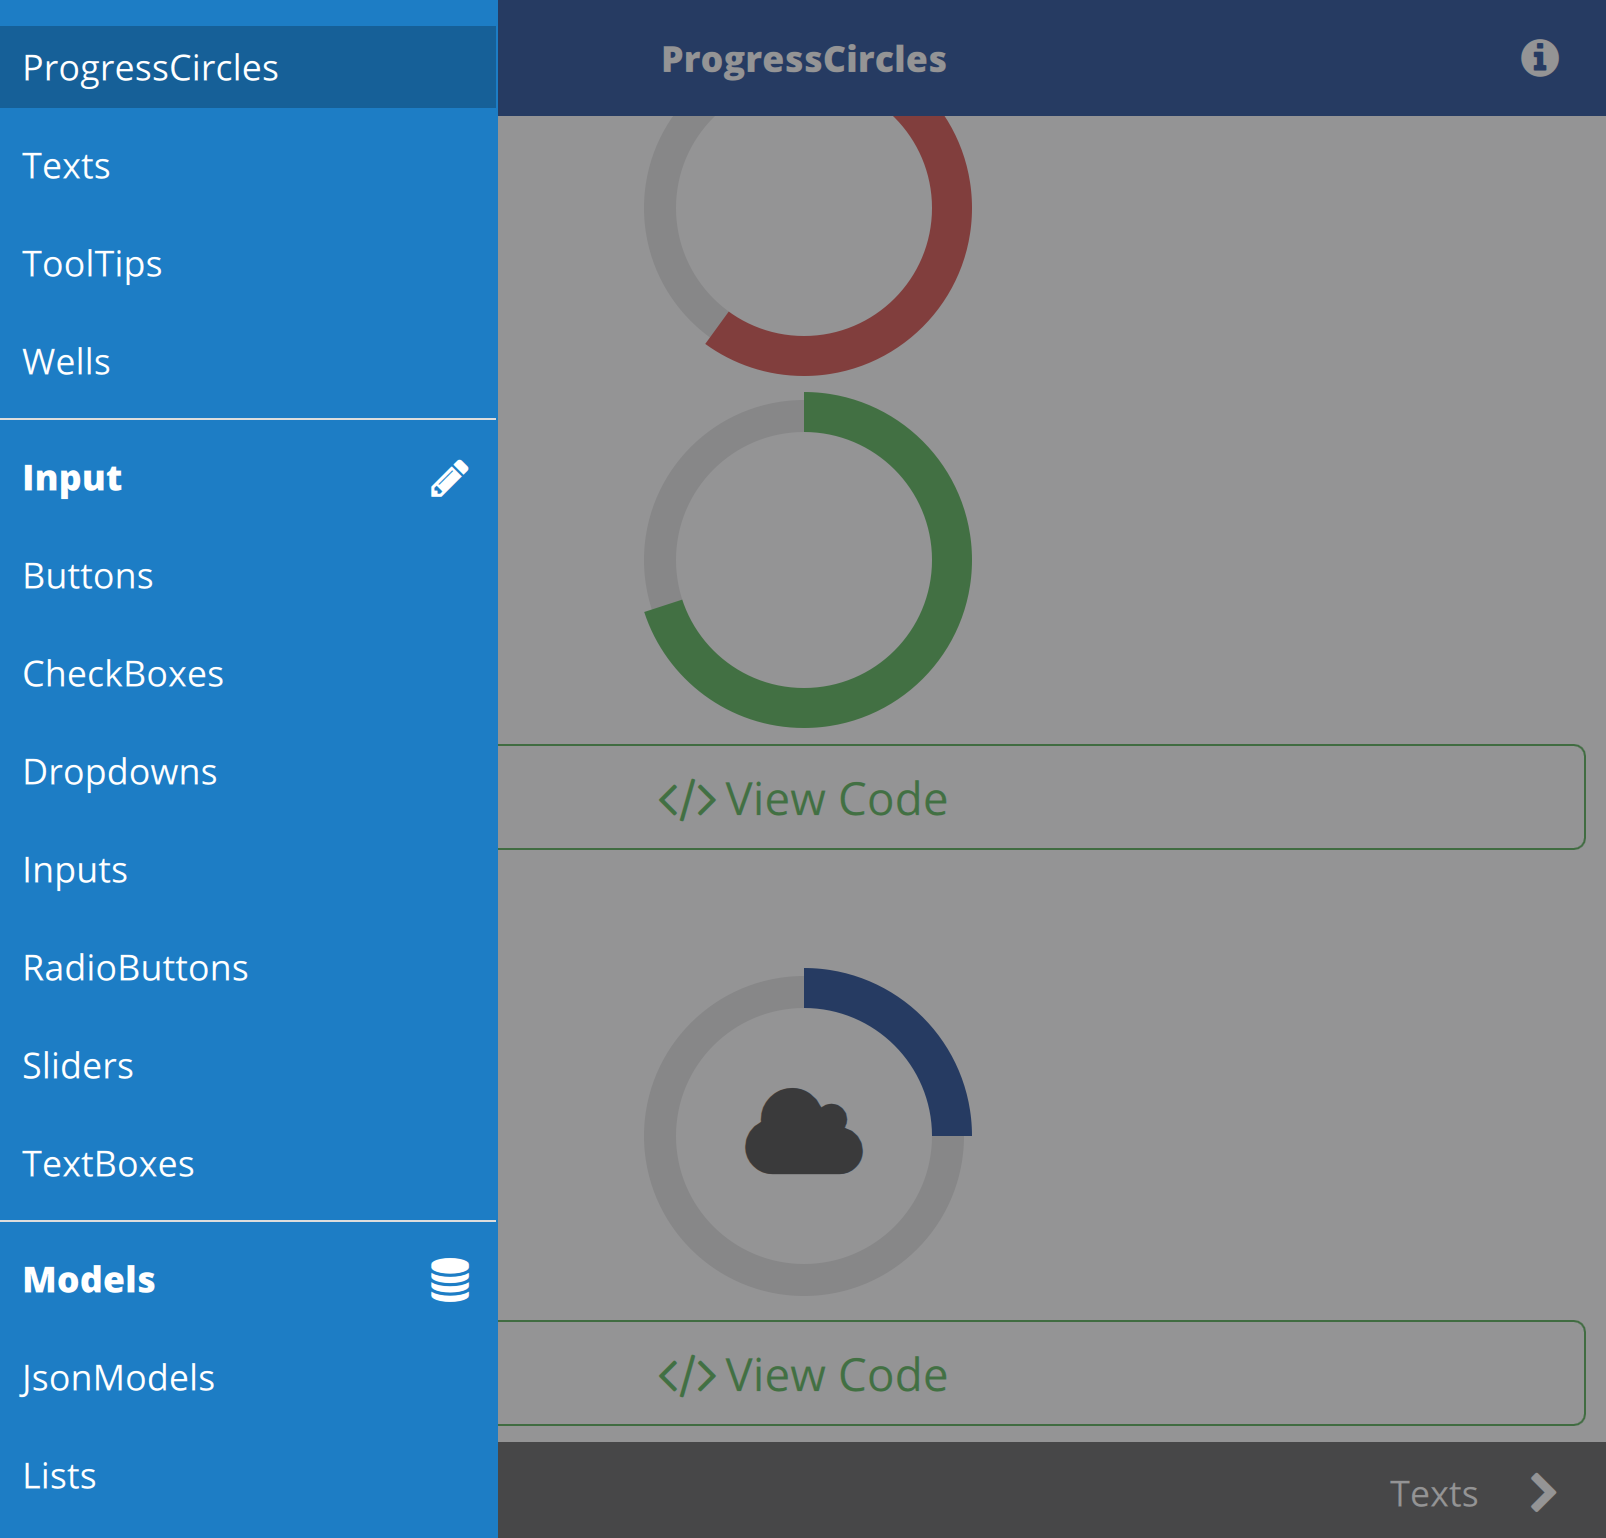 ProgressCircles
Texts
ToolTips
Wells
Input
Buttons
CheckBoxes
Dropdowns
Inputs
RadioButtons
Sliders
TextBoxes
Models
JsonModels
Lists
ProgressCircles
View Code
View Code
Texts